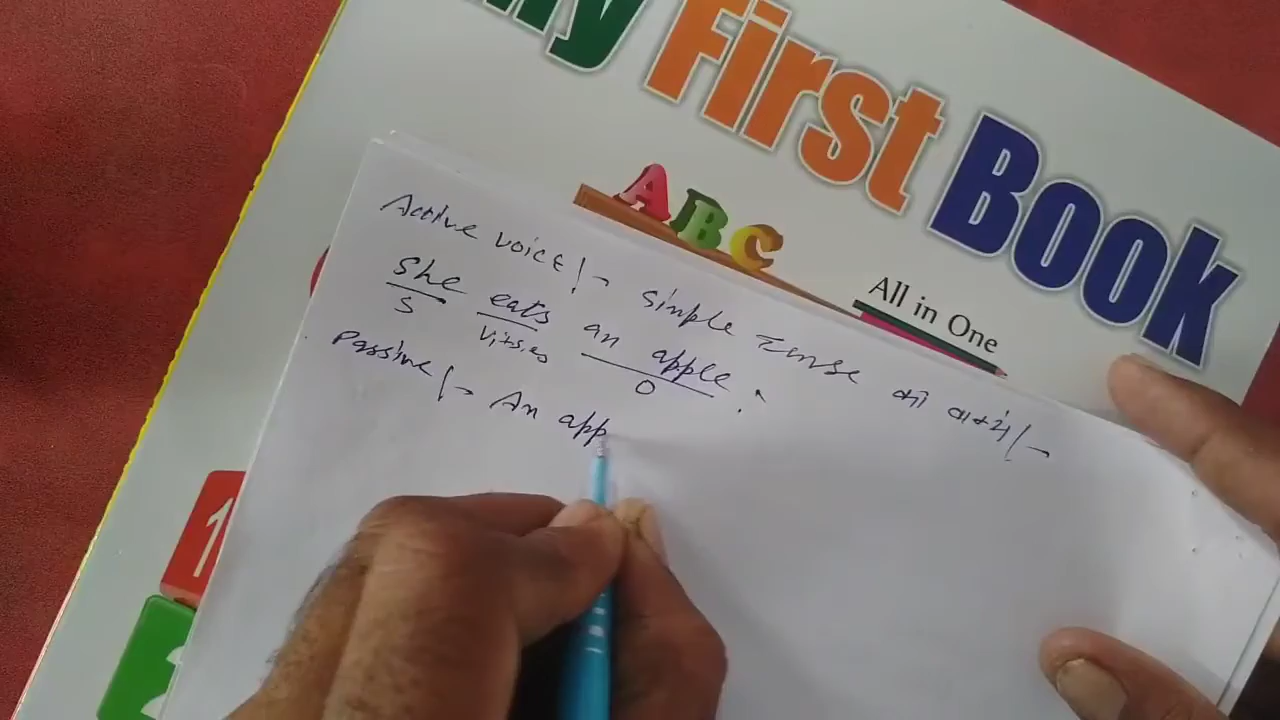 My First Book
ABC
All in One
Active voice :- simple Tense का वाक्य :-
She eats an apple.
S V1+s,es O
Passive :- An app
1